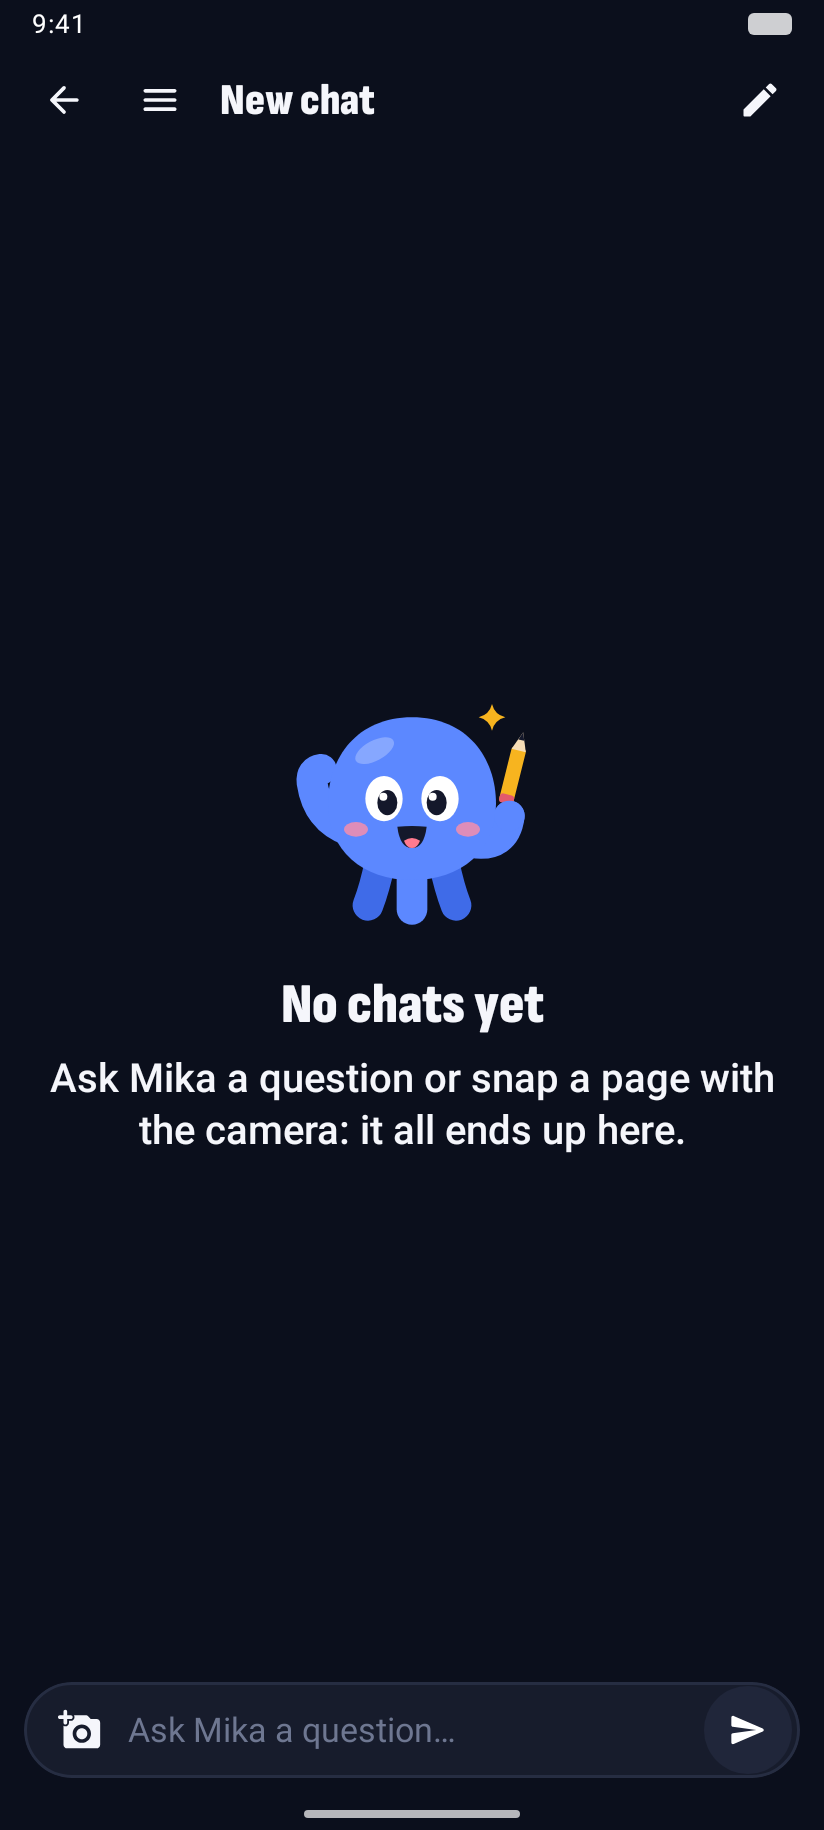 9:41
New chat
No chats yet
Ask Mika a question or snap a page with
the camera: it all ends up here.
Ask Mika a question…